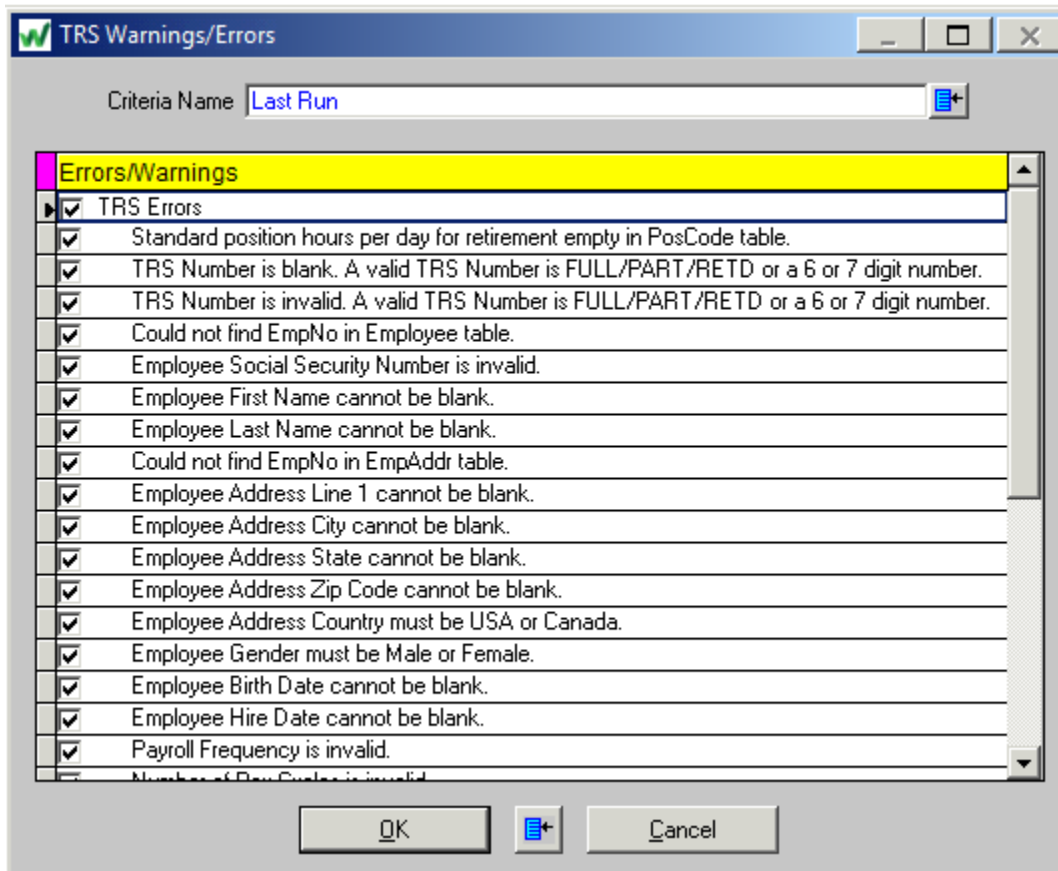 TRS Warnings/Errors
Criteria Name Last Run
Errors/Warnings
TRS Errors
Standard position hours per day for retirement empty in PosCode table.
TRS Number is blank. A valid TRS Number is FULL/PART/RETD or a 6 or 7 digit number.
TRS Number is invalid. A valid TRS Number is FULL/PART/RETD or a 6 or 7 digit number.
Could not find EmpNo in Employee table.
Employee Social Security Number is invalid.
Employee First Name cannot be blank.
Employee Last Name cannot be blank.
Could not find EmpNo in EmpAddr table.
Employee Address Line 1 cannot be blank.
Employee Address City cannot be blank.
Employee Address State cannot be blank.
Employee Address Zip Code cannot be blank.
Employee Address Country must be USA or Canada.
Employee Gender must be Male or Female.
Employee Birth Date cannot be blank.
Employee Hire Date cannot be blank.
Payroll Frequency is invalid.
Number of Pay Cycles is invalid
OK Cancel